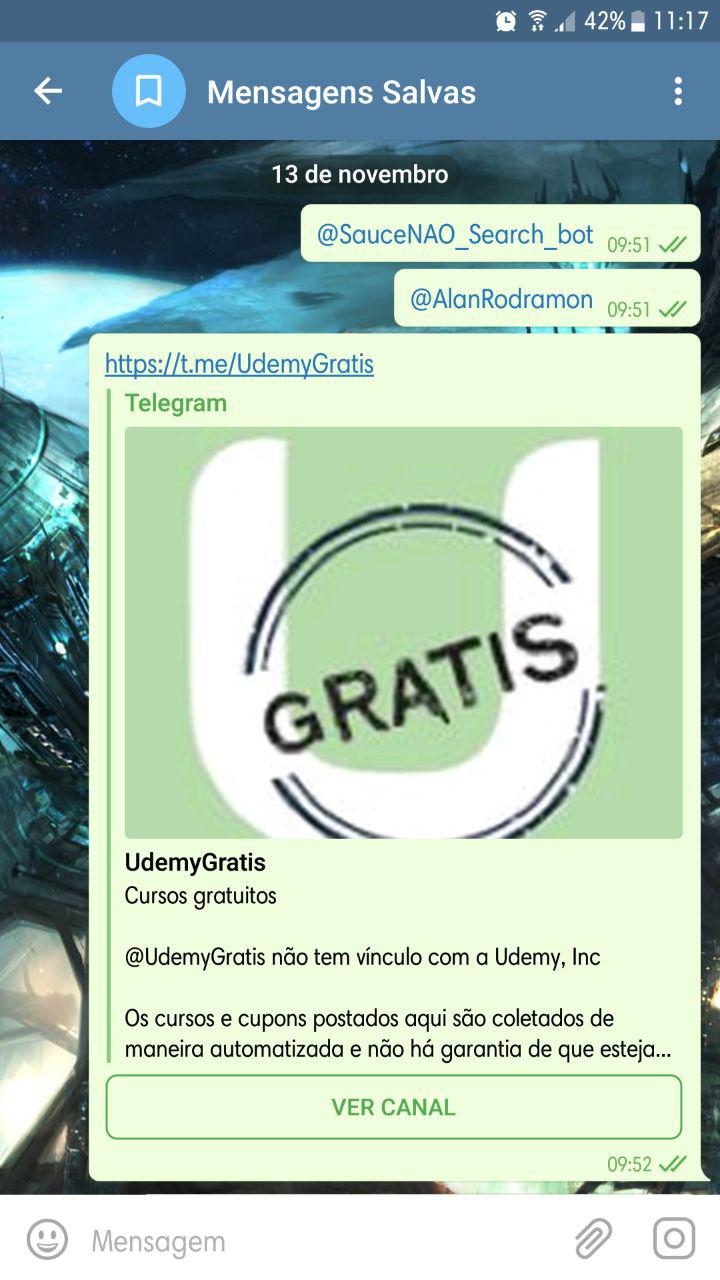 42% 11:17
Mensagens Salvas
13 de novembro
@SauceNAO_Search_bot 09:51
@AlanRodramon 09:51
https://t.me/UdemyGratis
Telegram
GRATIS
UdemyGratis
Cursos gratuitos
@UdemyGratis não tem vínculo com a Udemy, Inc
Os cursos e cupons postados aqui são coletados de
maneira automatizada e não há garantia de que esteja...
VER CANAL
09:52
Mensagem